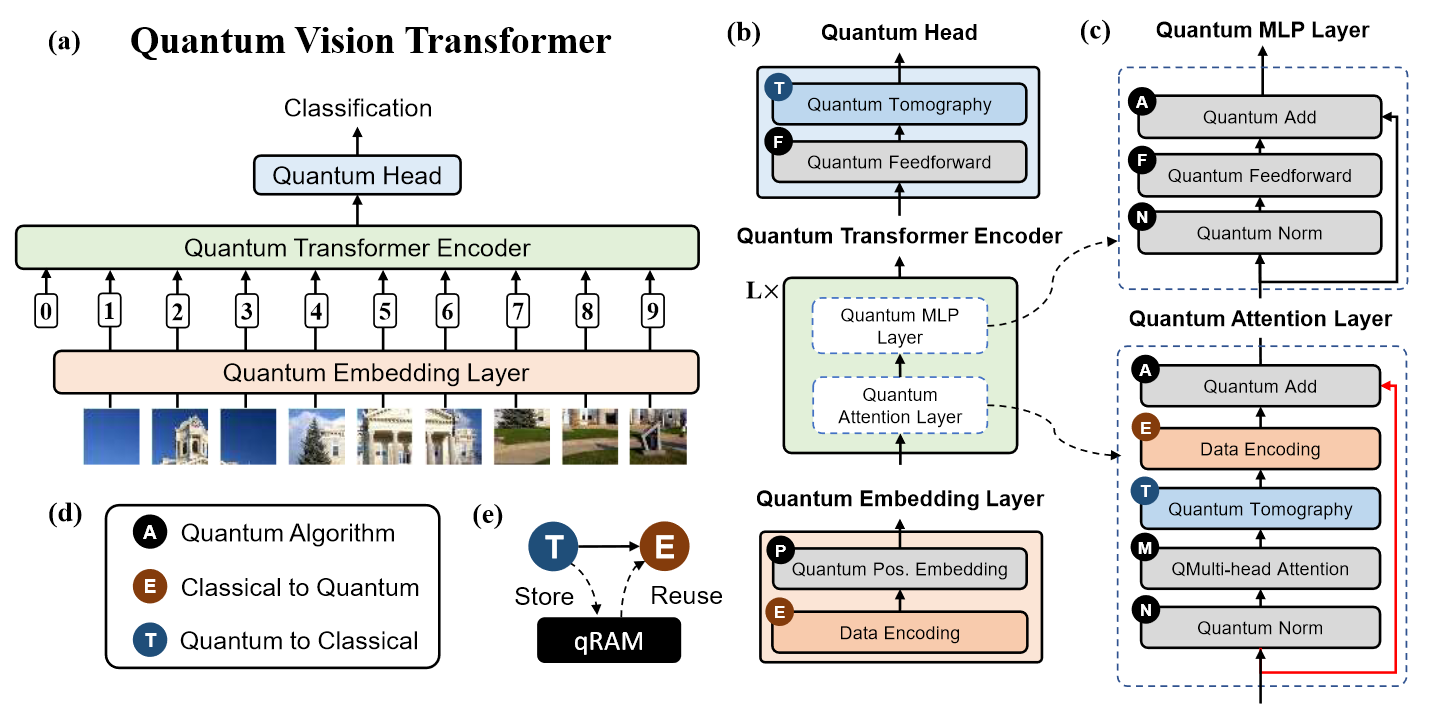 (a)
Quantum Vision Transformer
Classification
Quantum Head
Quantum Transformer Encoder
0 1 2 3 4 5 6 7 8 9
Quantum Embedding Layer
(b)
Quantum Head
T
Quantum Tomography
F
Quantum Feedforward
Quantum Transformer Encoder
L×
Quantum MLP
Layer
Quantum
Attention Layer
Quantum Embedding Layer
P
Quantum Pos. Embedding
E
Data Encoding
(c)
Quantum MLP Layer
A
Quantum Add
F
Quantum Feedforward
N
Quantum Norm
Quantum Attention Layer
A
Quantum Add
E
Data Encoding
T
Quantum Tomography
M
QMulti-head Attention
N
Quantum Norm
(d)
A Quantum Algorithm
E Classical to Quantum
T Quantum to Classical
(e)
T E
Store Reuse
qRAM